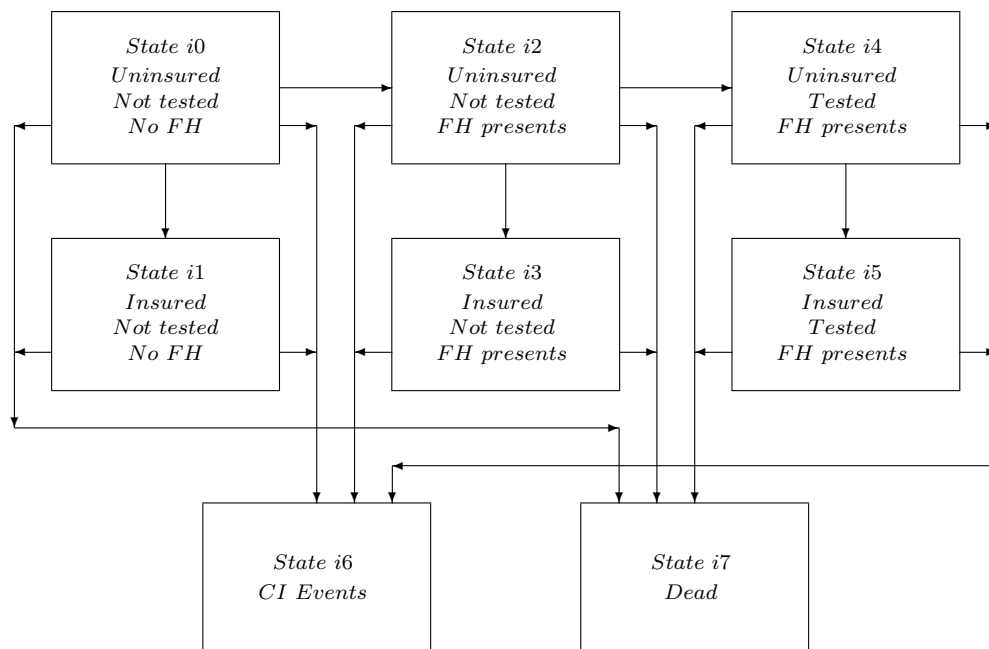 State i0
Uninsured
Not tested
No FH
State i2
Uninsured
Not tested
FH presents
State i4
Uninsured
Tested
FH presents
State i1
Insured
Not tested
No FH
State i3
Insured
Not tested
FH presents
State i5
Insured
Tested
FH presents
State i6
CI Events
State i7
Dead